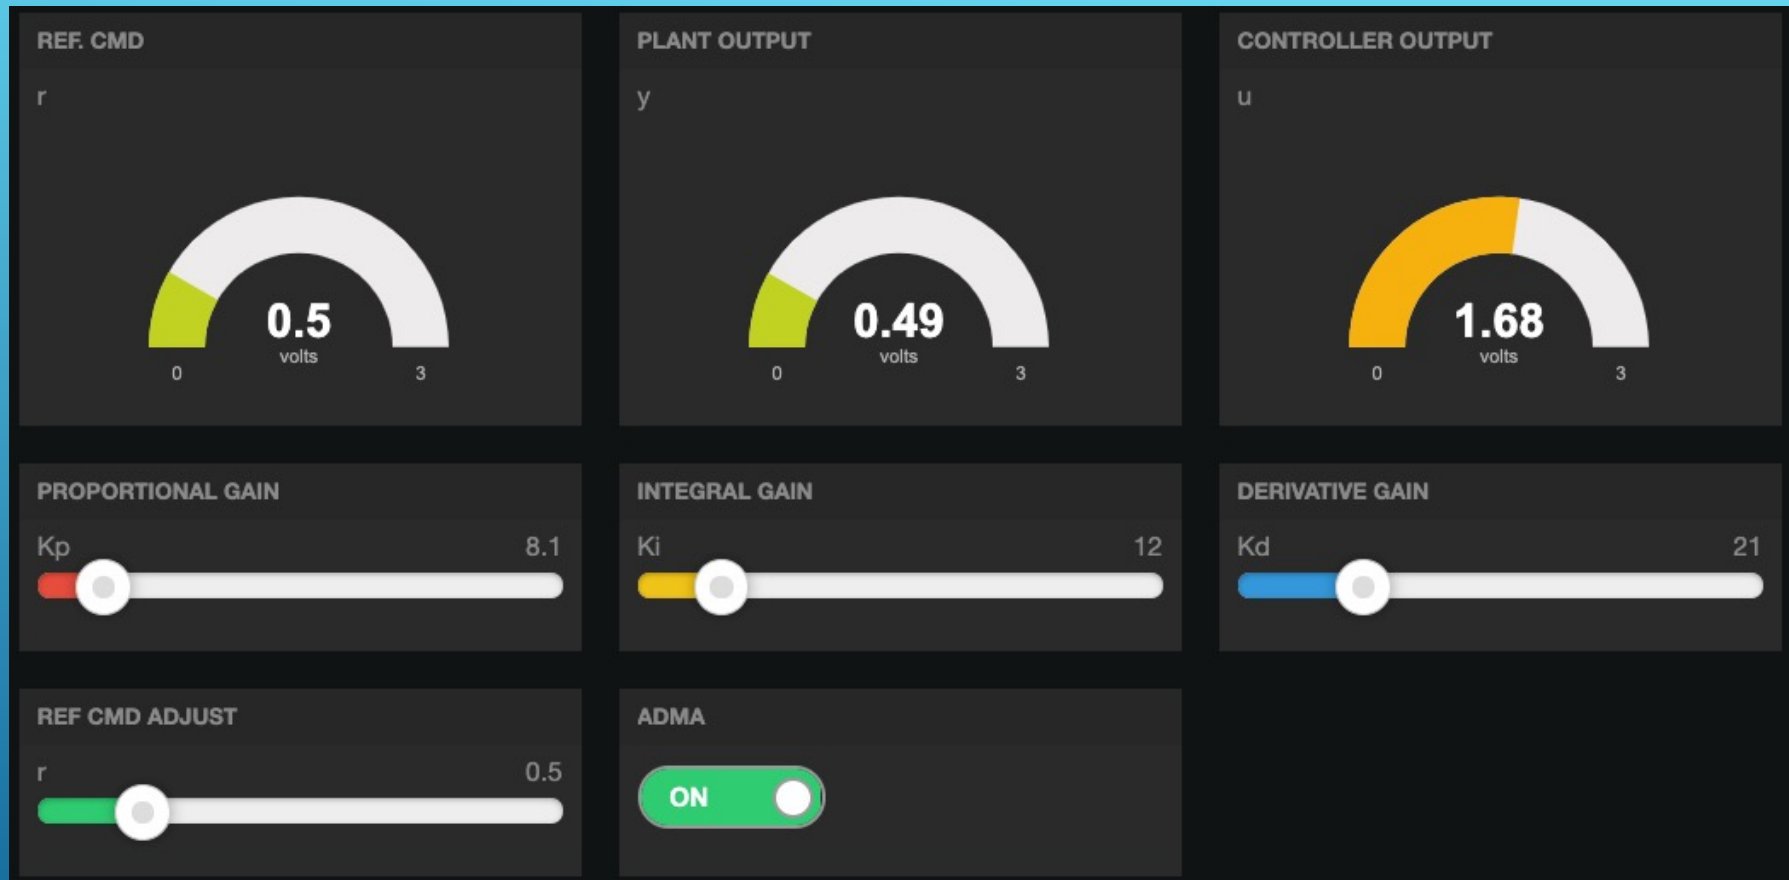 REF. CMD
r
0.5
volts
0 3
PLANT OUTPUT
y
0.49
volts
0 3
CONTROLLER OUTPUT
u
1.68
volts
0 3
PROPORTIONAL GAIN
Kp 8.1
INTEGRAL GAIN
Ki 12
DERIVATIVE GAIN
Kd 21
REF CMD ADJUST
r 0.5
ADMA
ON